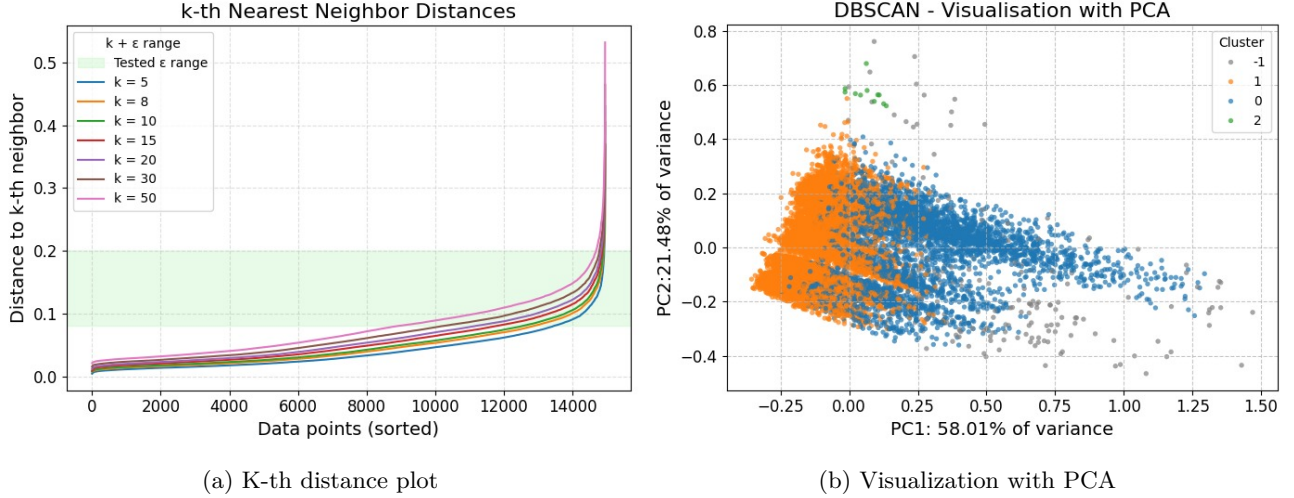 k-th Nearest Neighbor Distances
Distance to k-th neighbor
0.5
0.4
0.3
0.2
0.1
0.0
k + ε range
Tested ε range
k = 5
k = 8
k = 10
k = 15
k = 20
k = 30
k = 50
0 2000 4000 6000 8000 10000 12000 14000
Data points (sorted)
(a) K-th distance plot
DBSCAN - Visualisation with PCA
PC2:21.48% of variance
0.8
0.6
0.4
0.2
0.0
−0.2
−0.4
Cluster
-1
1
0
2
−0.25 0.00 0.25 0.50 0.75 1.00 1.25 1.50
PC1: 58.01% of variance
(b) Visualization with PCA